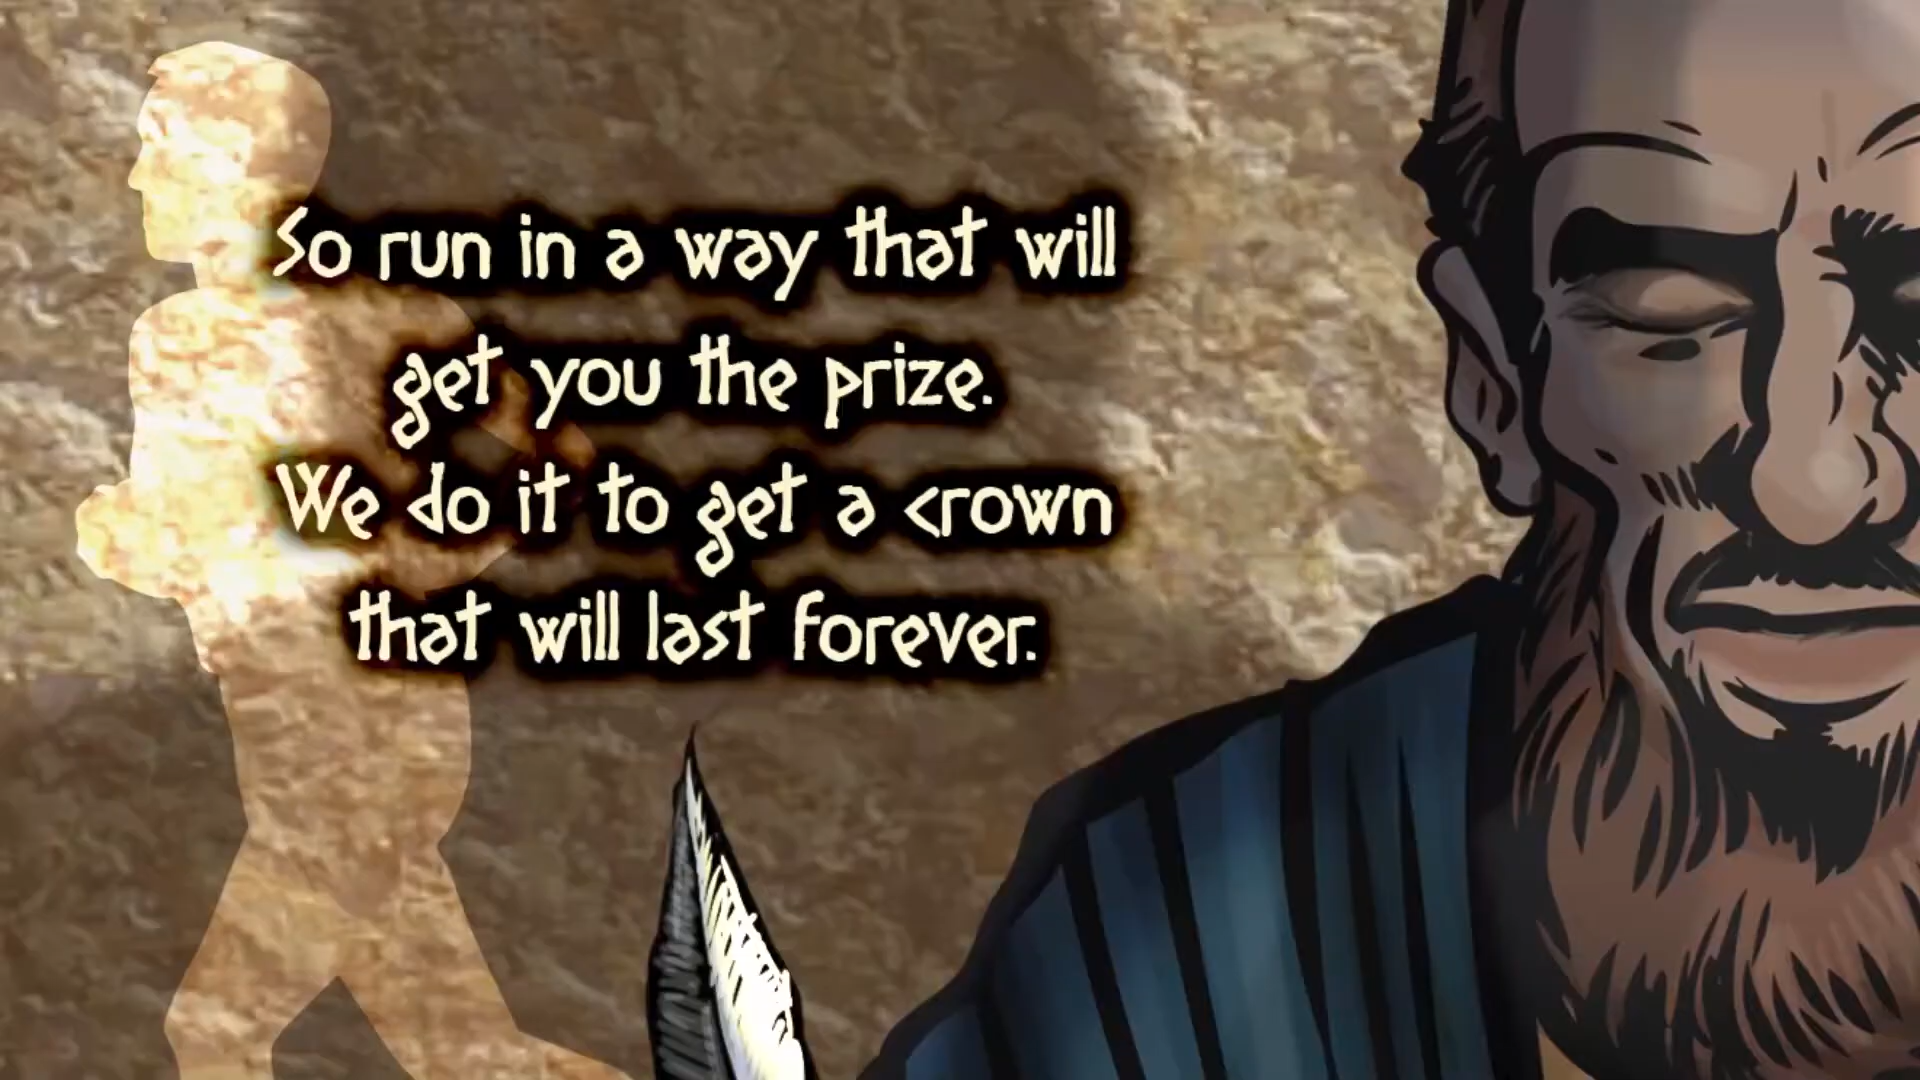 So run in a way that will
get you the prize.
We do it to get a crown
that will last forever.